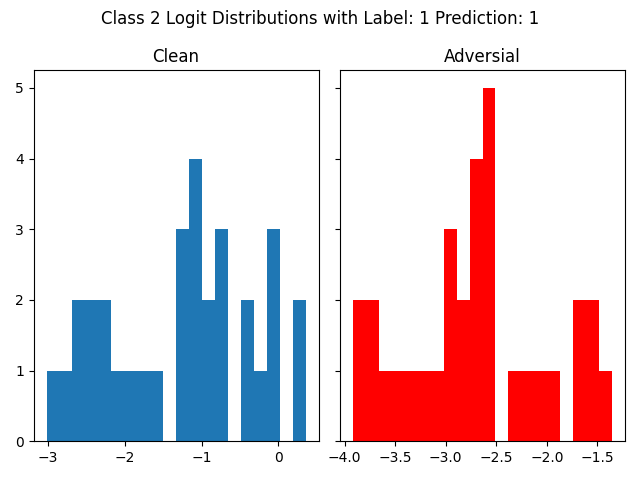 Class 2 Logit Distributions with Label: 1 Prediction: 1
Clean
Adversial
5
4
3
2
1
0
−3 −2 −1 0
−4.0 −3.5 −3.0 −2.5 −2.0 −1.5